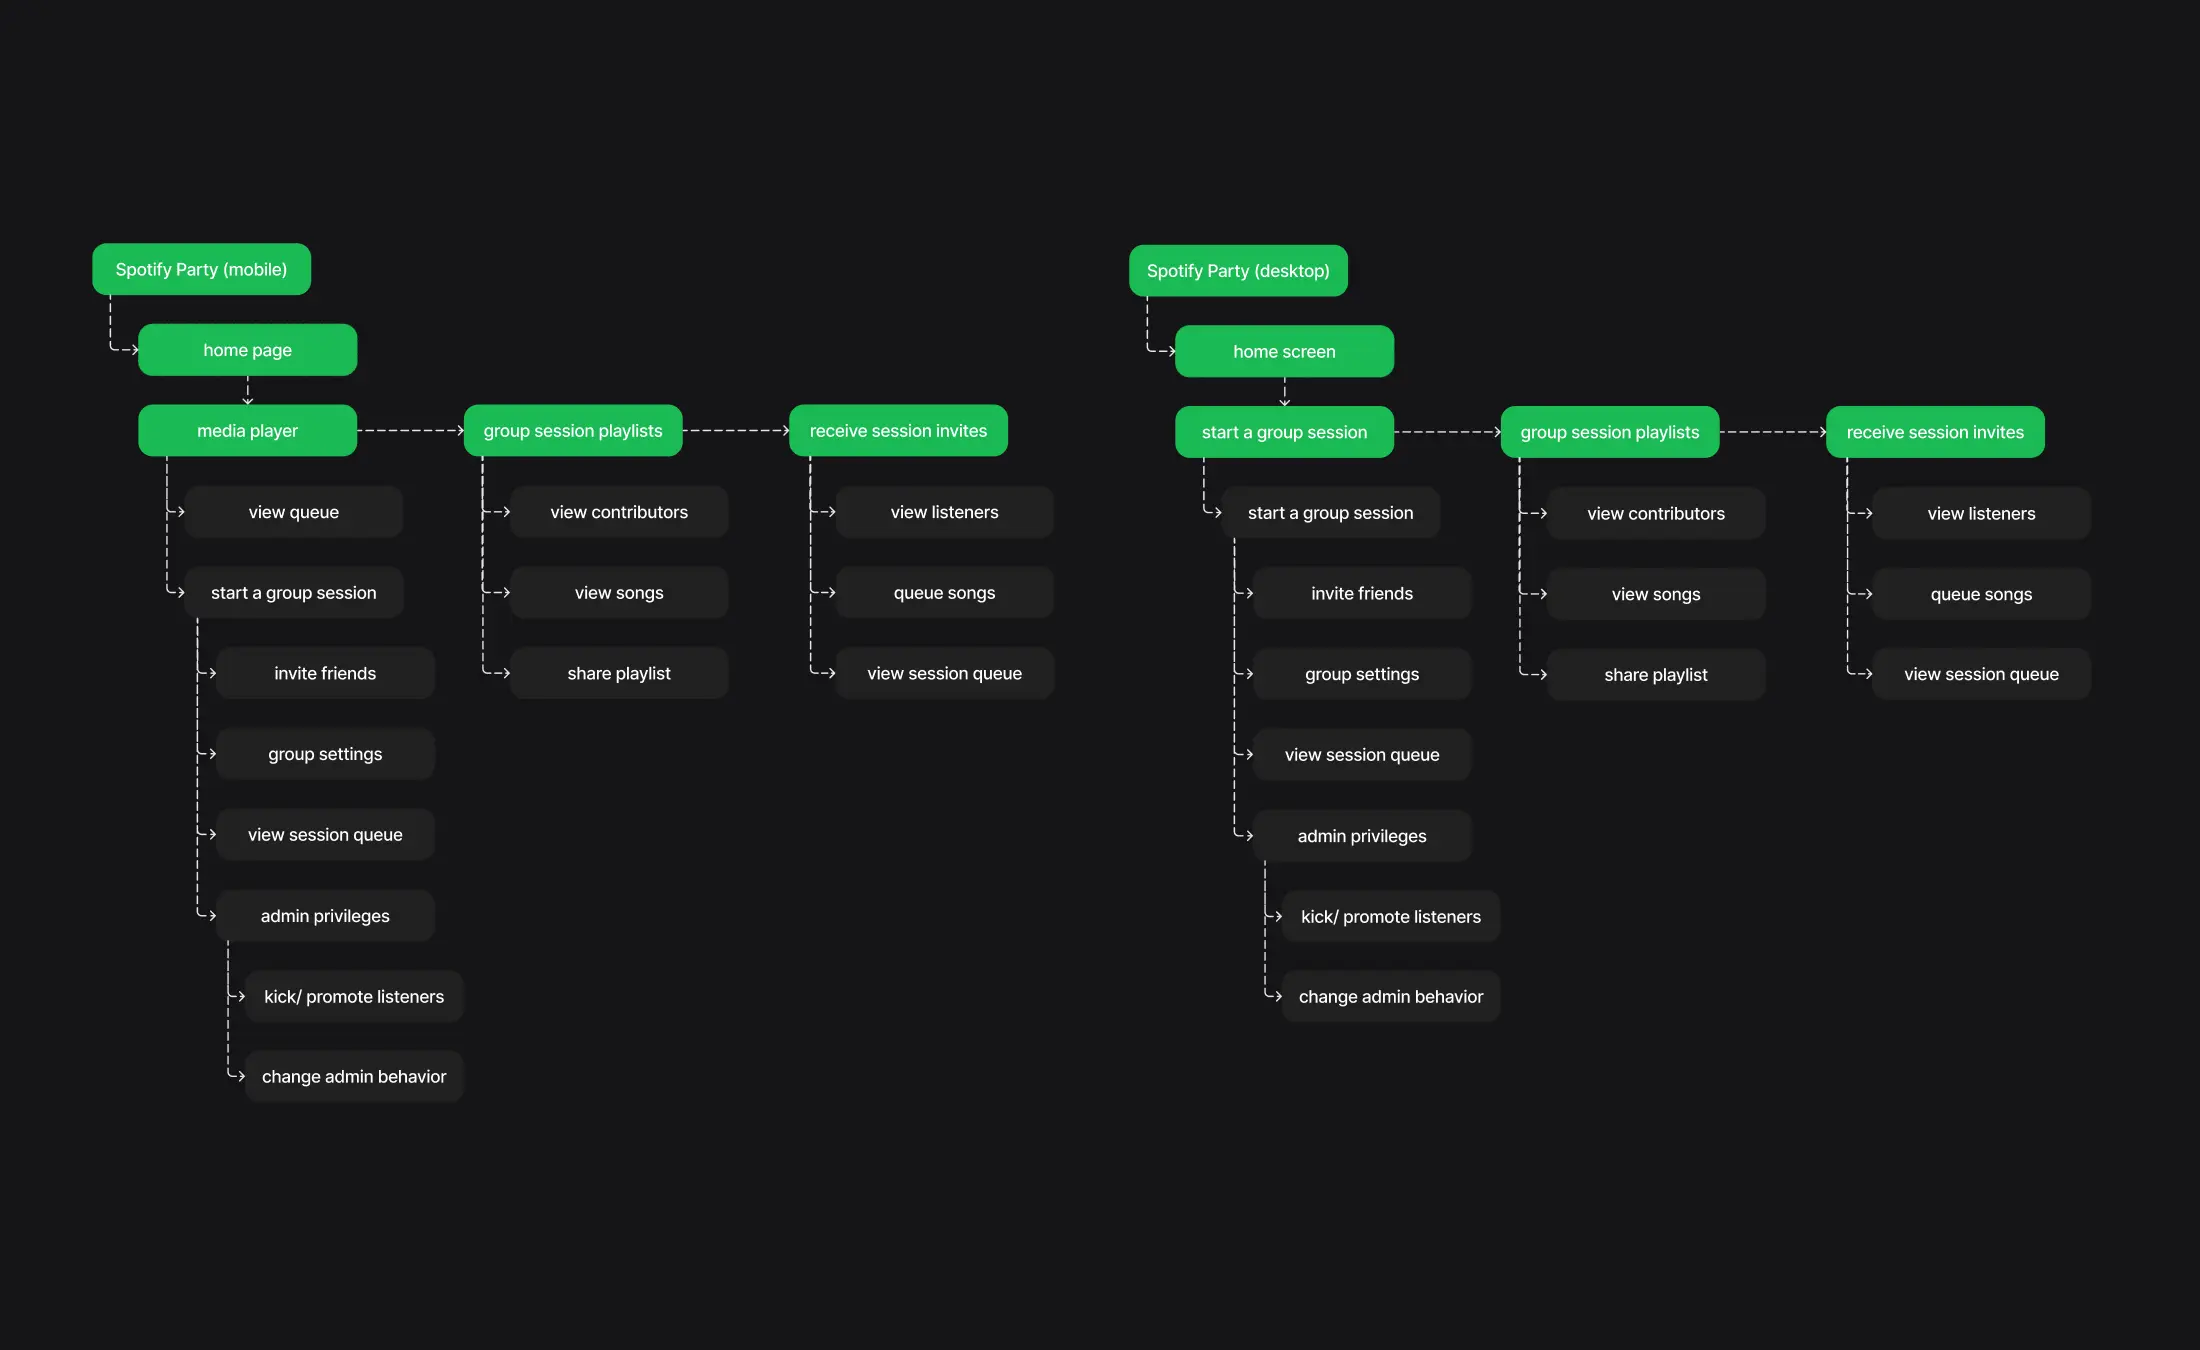 Spotify Party (mobile)
home page
media player
view queue
start a group session
invite friends
group settings
view session queue
admin privileges
kick/ promote listeners
change admin behavior
group session playlists
view contributors
view songs
share playlist
receive session invites
view listeners
queue songs
view session queue
Spotify Party (desktop)
home screen
start a group session
start a group session
invite friends
group settings
view session queue
admin privileges
kick/ promote listeners
change admin behavior
group session playlists
view contributors
view songs
share playlist
receive session invites
view listeners
queue songs
view session queue